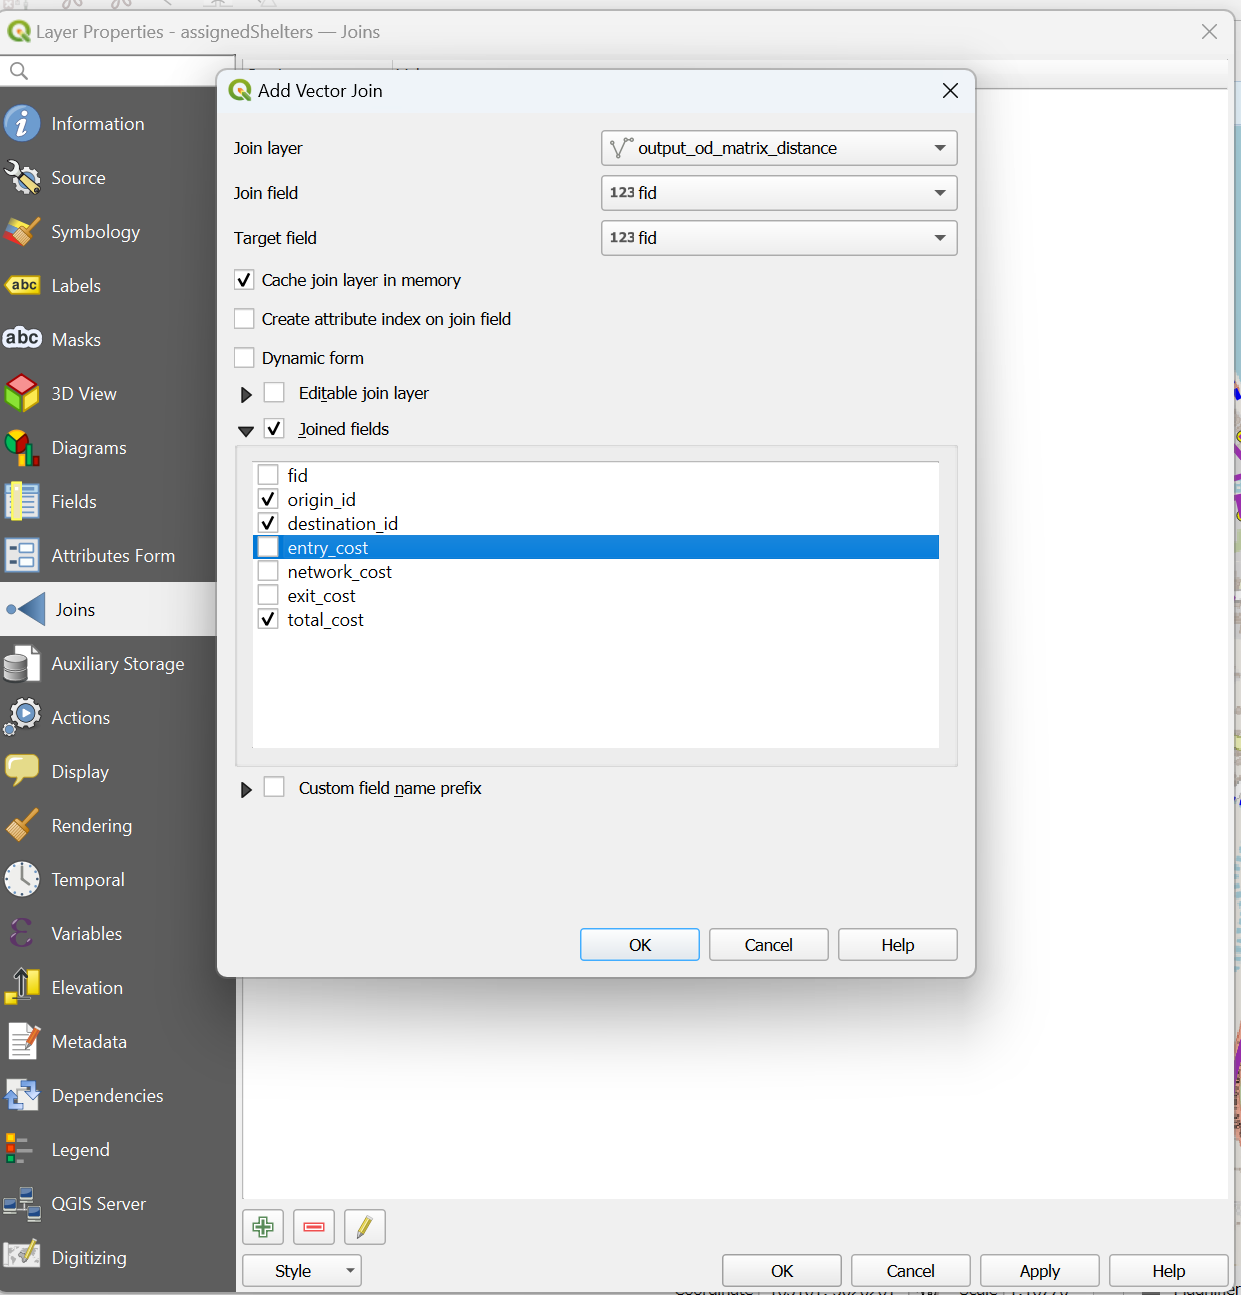 Layer Properties - assignedShelters — Joins
Add Vector Join
Information
Source
Symbology
abc Labels
abc Masks
3D View
Diagrams
Fields
Attributes Form
Joins
Auxiliary Storage
Actions
Display
Rendering
Temporal
Variables
Elevation
Metadata
Dependencies
Legend
QGIS Server
Digitizing
Join layer
output_od_matrix_distance
Join field
123 fid
Target field
123 fid
Cache join layer in memory
Create attribute index on join field
Dynamic form
Editable join layer
Joined fields
fid
origin_id
destination_id
entry_cost
network_cost
exit_cost
total_cost
Custom field name prefix
OK Cancel Help
Style
OK Cancel Apply Help